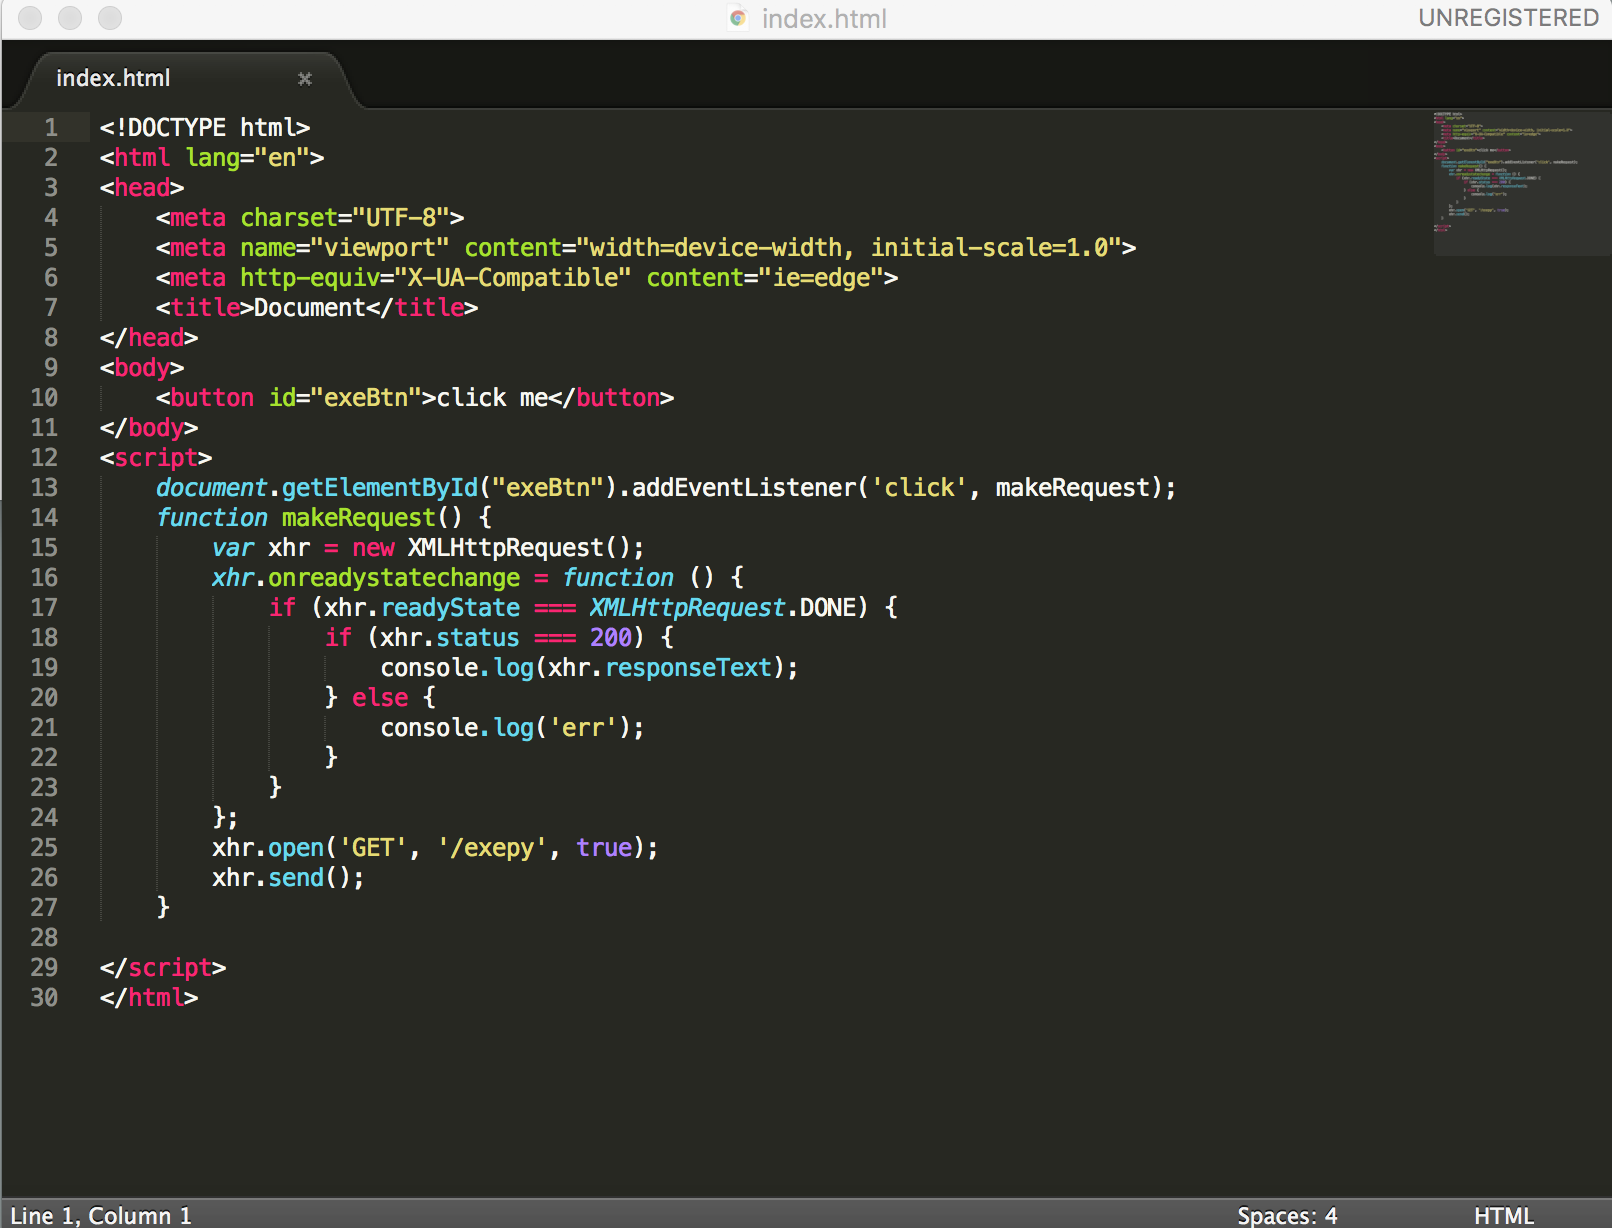 index.html
UNREGISTERED
index.html
1 <!DOCTYPE html>
2 <html lang="en">
3 <head>
4     <meta charset="UTF-8">
5     <meta name="viewport" content="width=device-width, initial-scale=1.0">
6     <meta http-equiv="X-UA-Compatible" content="ie=edge">
7     <title>Document</title>
8 </head>
9 <body>
10     <button id="exeBtn">click me</button>
11 </body>
12 <script>
13     document.getElementById("exeBtn").addEventListener('click', makeRequest);
14     function makeRequest() {
15         var xhr = new XMLHttpRequest();
16         xhr.onreadystatechange = function () {
17             if (xhr.readyState === XMLHttpRequest.DONE) {
18                 if (xhr.status === 200) {
19                     console.log(xhr.responseText);
20                 } else {
21                     console.log('err');
22                 }
23             }
24         };
25         xhr.open('GET', '/exepy', true);
26         xhr.send();
27     }
28
29 </script>
30 </html>
Line 1, Column 1
Spaces: 4
HTML